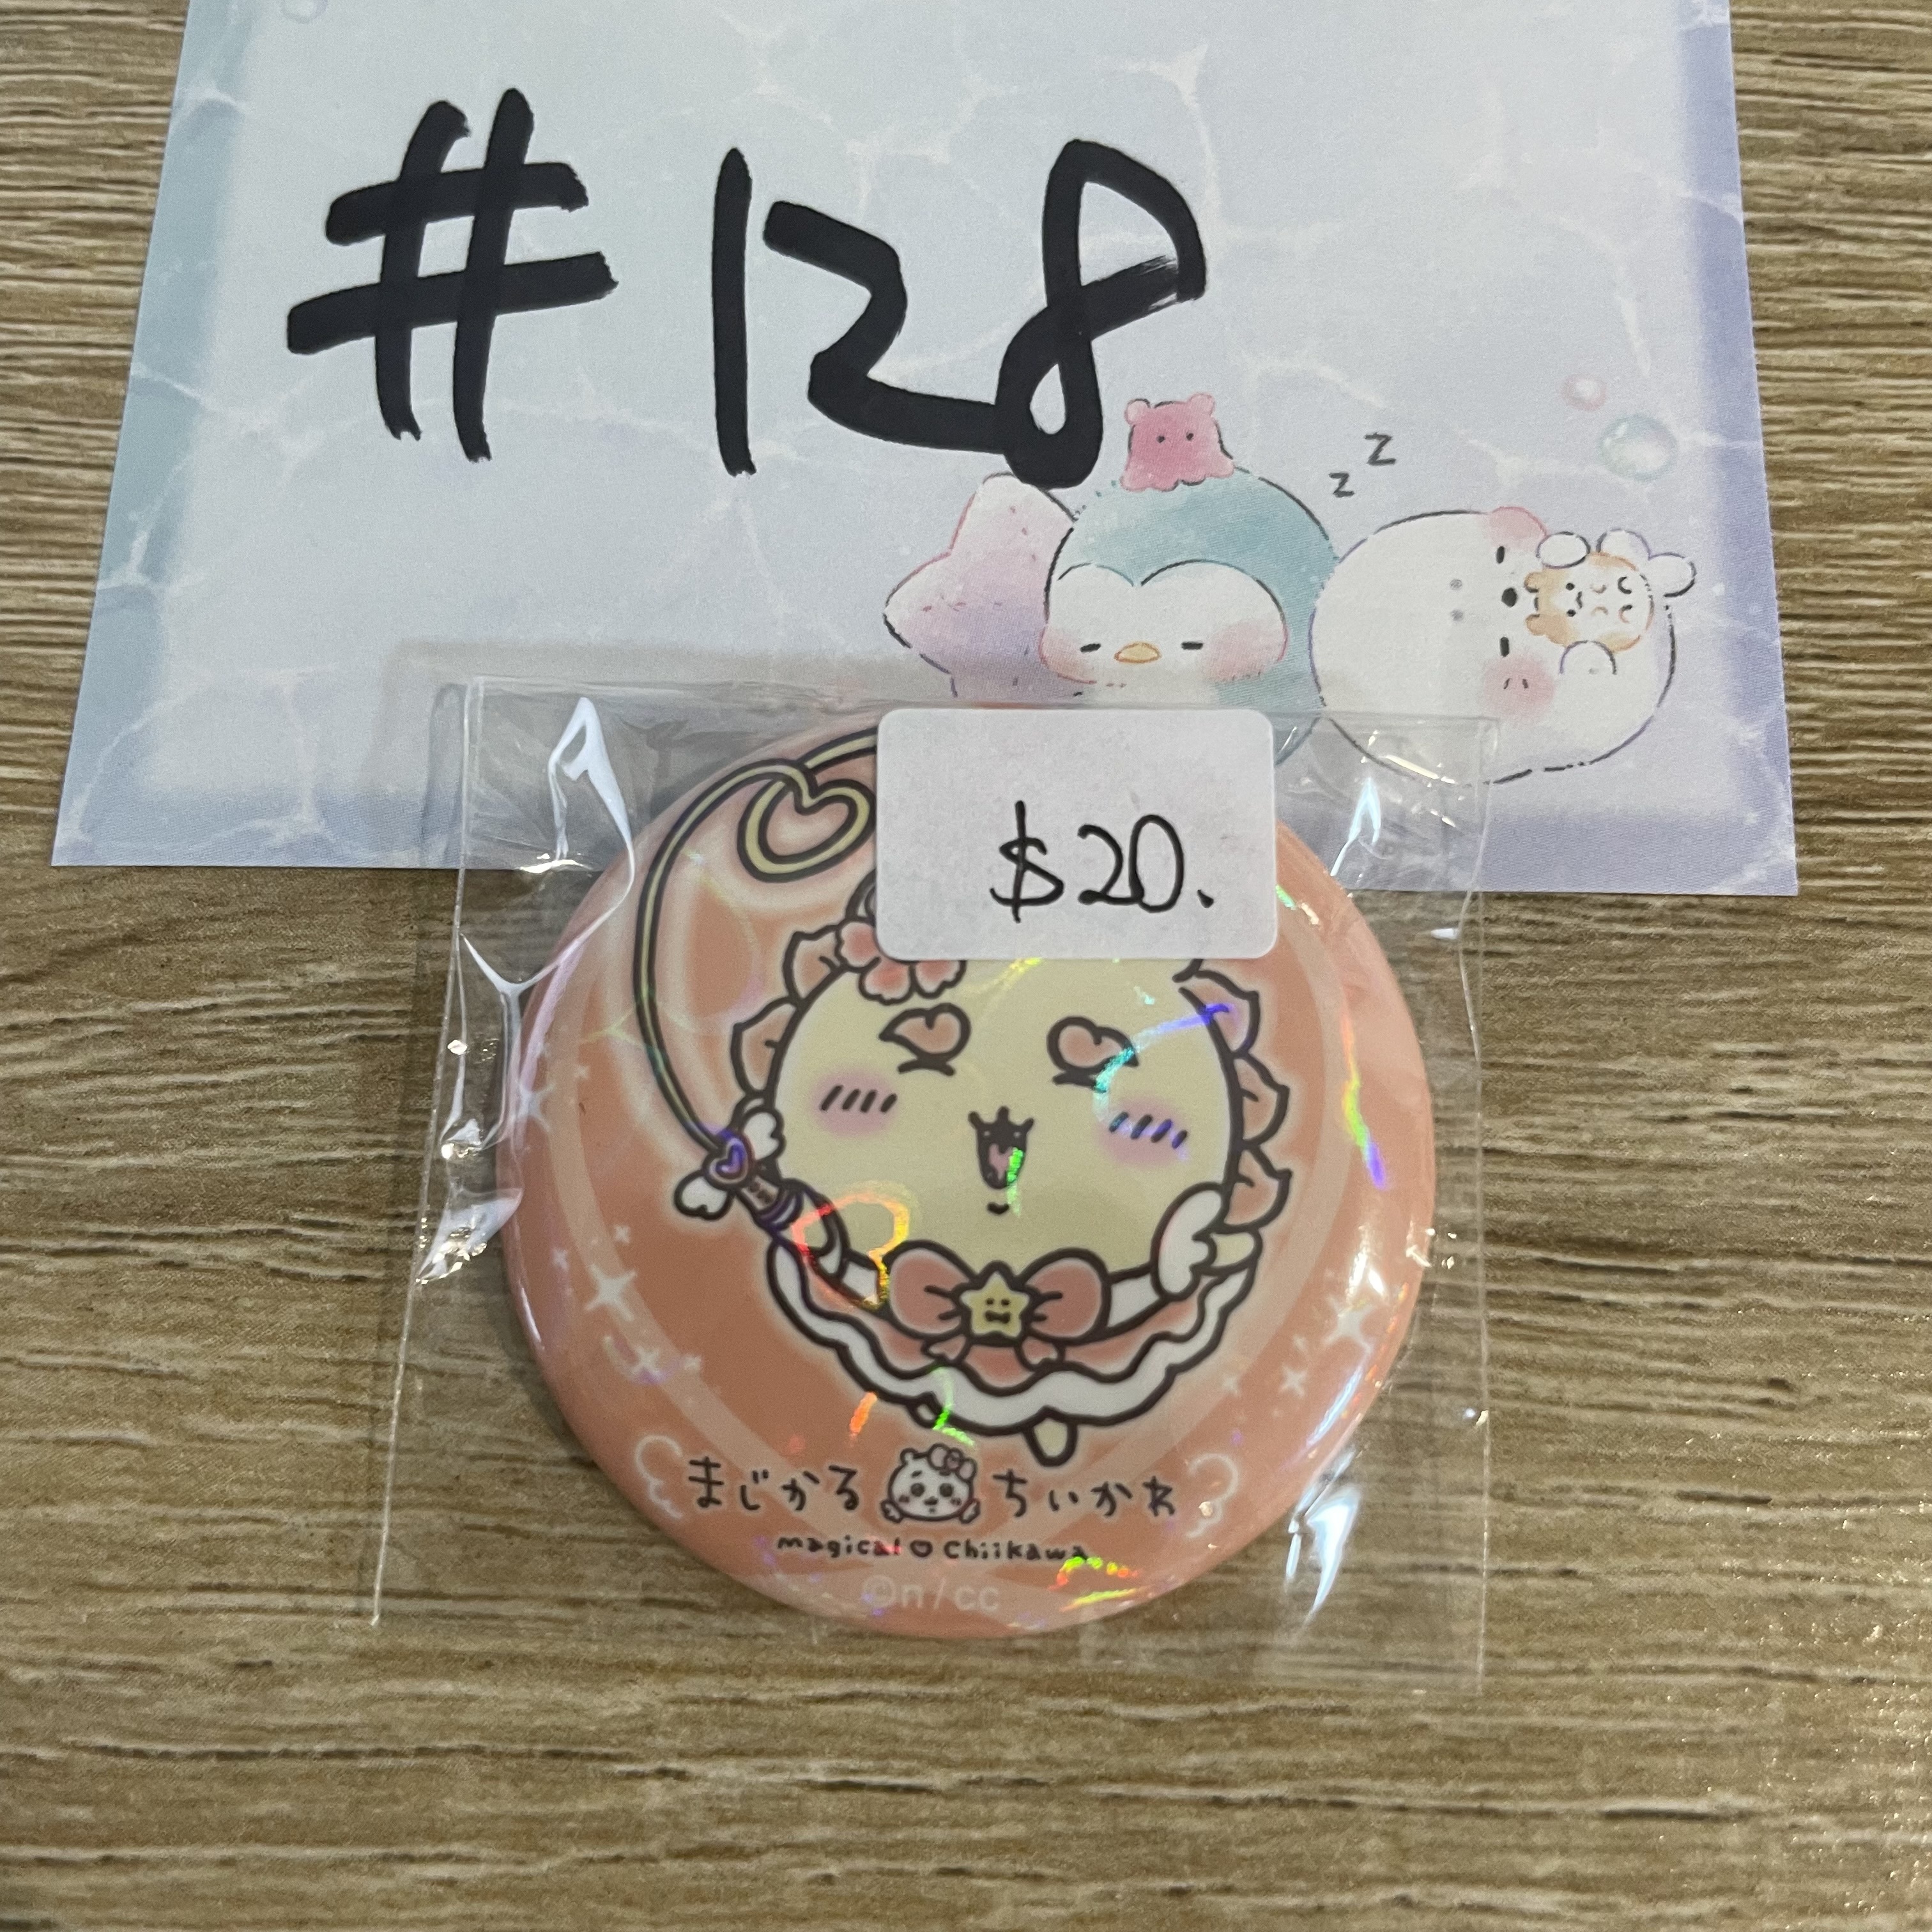 #128
z
z
$20.
まじかる ちいかわ
magical ♡ Chiikawa
©n/cc